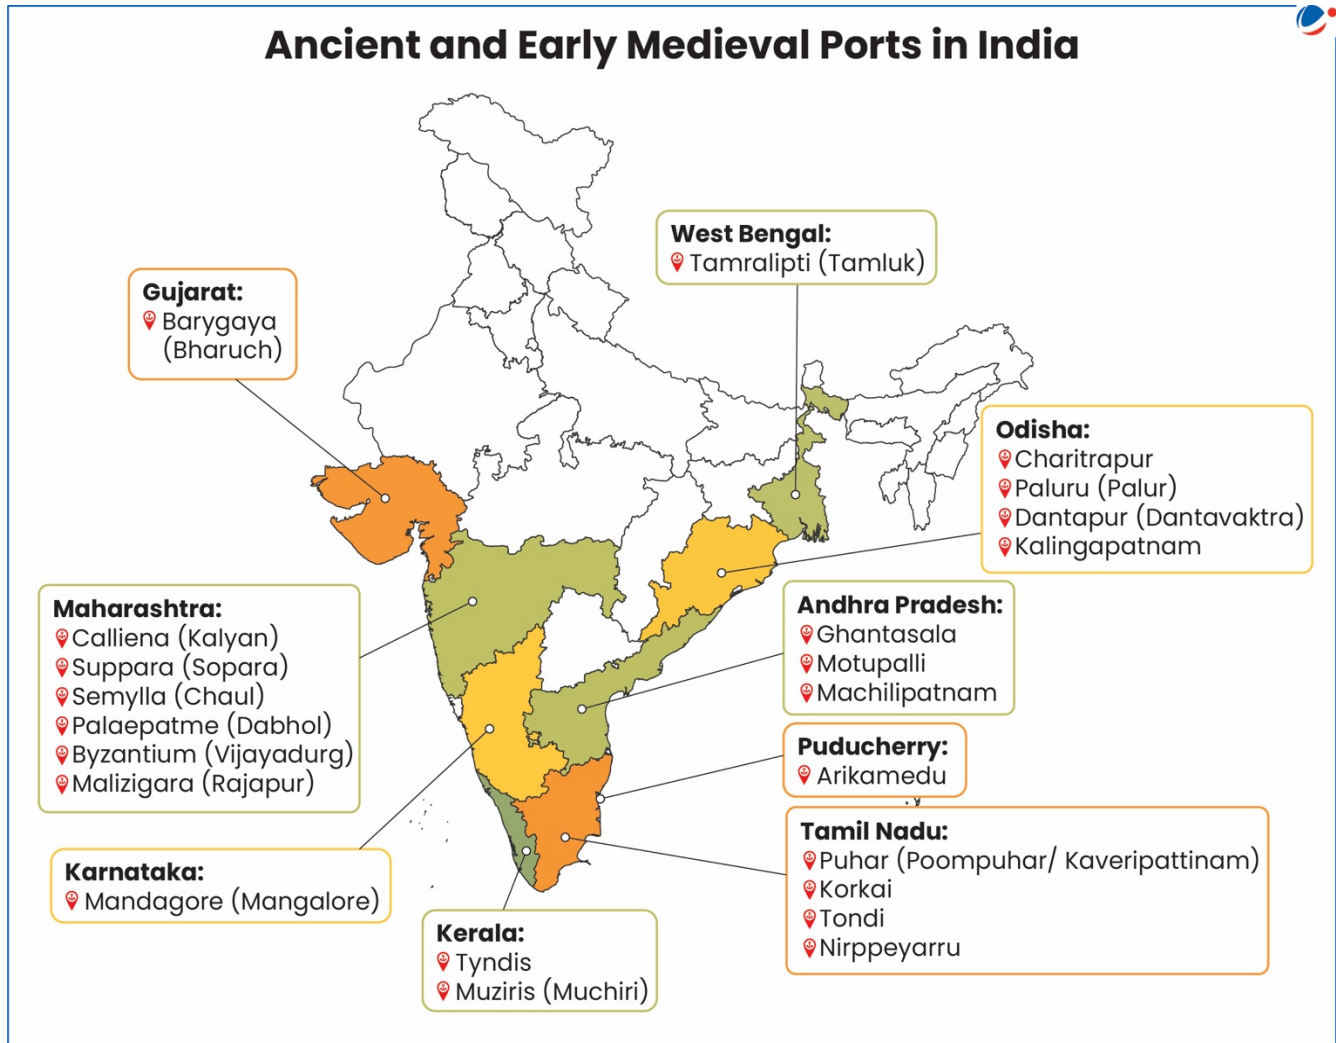 Ancient and Early Medieval Ports in India
West Bengal:
Tamralipti (Tamluk)
Gujarat:
Barygaya
(Bharuch)
Odisha:
Charitrapur
Paluru (Palur)
Dantapur (Dantavaktra)
Kalingapatnam
Maharashtra:
Calliena (Kalyan)
Suppara (Sopara)
Semylla (Chaul)
Palaepatme (Dabhol)
Byzantium (Vijayadurg)
Malizigara (Rajapur)
Andhra Pradesh:
Ghantasala
Motupalli
Machilipatnam
Puducherry:
Arikamedu
Tamil Nadu:
Puhar (Poompuhar/ Kaveripattinam)
Korkai
Tondi
Nirppeyarru
Karnataka:
Mandagore (Mangalore)
Kerala:
Tyndis
Muziris (Muchiri)